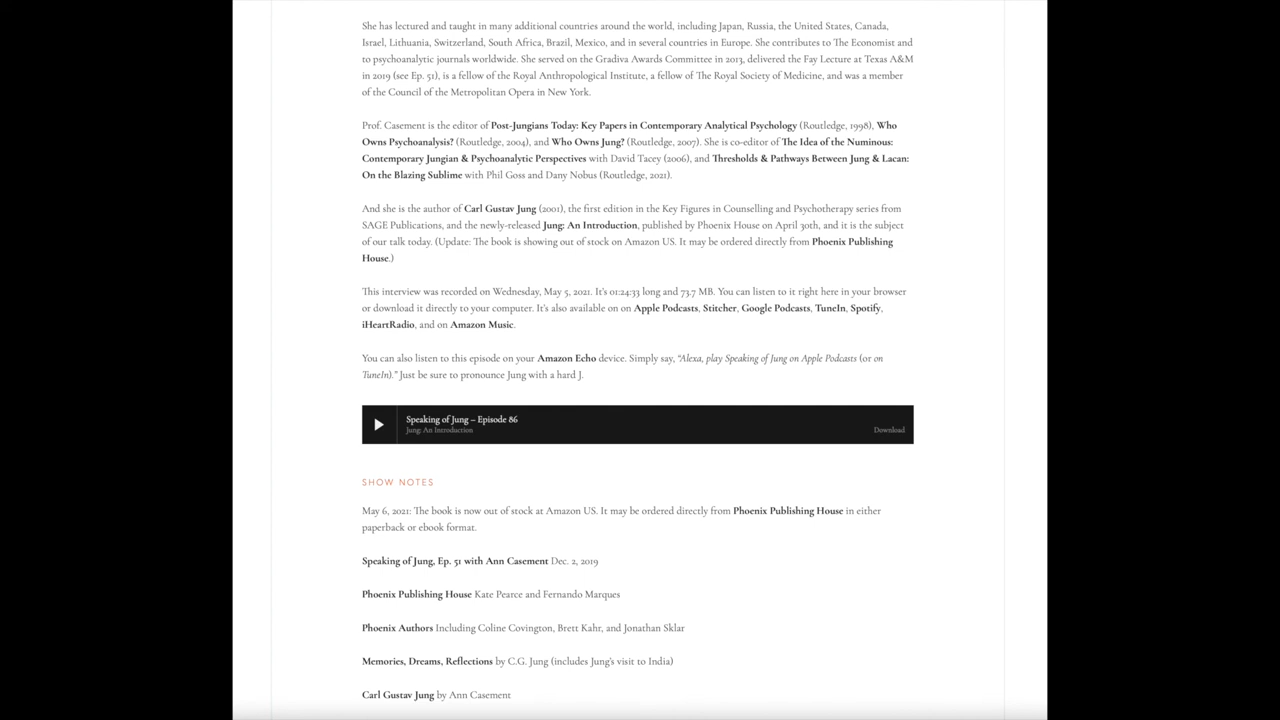 She has lectured and taught in many additional countries around the world, including Japan, Russia, the United States, Canada,
Israel, Lithuania, Switzerland, South Africa, Brazil, Mexico, and in several countries in Europe. She contributes to The Economist and
to psychoanalytic journals worldwide. She served on the Gradiva Awards Committee in 2013, delivered the Fay Lecture at Texas A&M
in 2019 (see Ep. 51), is a fellow of the Royal Anthropological Institute, a fellow of The Royal Society of Medicine, and was a member
of the Council of the Metropolitan Opera in New York.
Prof. Casement is the editor of Post-Jungians Today: Key Papers in Contemporary Analytical Psychology (Routledge, 1998), Who
Owns Psychoanalysis? (Routledge, 2004), and Who Owns Jung? (Routledge, 2007). She is co-editor of The Idea of the Numinous:
Contemporary Jungian & Psychoanalytic Perspectives with David Tacey (2006), and Thresholds & Pathways Between Jung & Lacan:
On the Blazing Sublime with Phil Goss and Dany Nobus (Routledge, 2021).
And she is the author of Carl Gustav Jung (2001), the first edition in the Key Figures in Counselling and Psychotherapy series from
SAGE Publications, and the newly-released Jung: An Introduction, published by Phoenix House on April 30th, and it is the subject
of our talk today. (Update: The book is showing out of stock on Amazon US. It may be ordered directly from Phoenix Publishing
House.)
This interview was recorded on Wednesday, May 5, 2021. It's 01:24:33 long and 73.7 MB. You can listen to it right here in your browser
or download it directly to your computer. It's also available on on Apple Podcasts, Stitcher, Google Podcasts, TuneIn, Spotify,
iHeartRadio, and on Amazon Music.
You can also listen to this episode on your Amazon Echo device. Simply say, "Alexa, play Speaking of Jung on Apple Podcasts (or on
TuneIn)." Just be sure to pronounce Jung with a hard J.
Speaking of Jung – Episode 86
Jung: An Introduction
Download
SHOW NOTES
May 6, 2021: The book is now out of stock at Amazon US. It may be ordered directly from Phoenix Publishing House in either
paperback or ebook format.
Speaking of Jung, Ep. 51 with Ann Casement Dec. 2, 2019
Phoenix Publishing House Kate Pearce and Fernando Marques
Phoenix Authors Including Coline Covington, Brett Kahr, and Jonathan Sklar
Memories, Dreams, Reflections by C.G. Jung (includes Jung's visit to India)
Carl Gustav Jung by Ann Casement